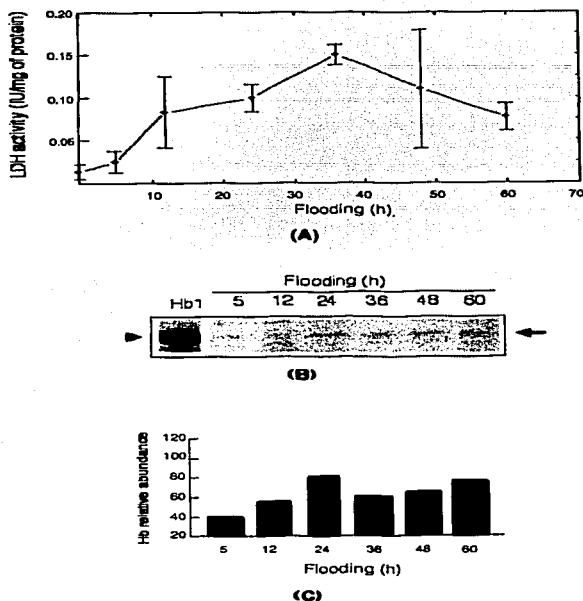 LDH activity (IU/mg of protein)
0.20
0.15
0.10
0.06
10 20 30 40 50 60 70
Flooding (h)
(A)
Flooding (h)
Hb1 5 12 24 36 48 60
(B)
Hb relative abundance
120
100
80
60
40
20
5 12 24 36 48 60
Flooding (h)
(C)